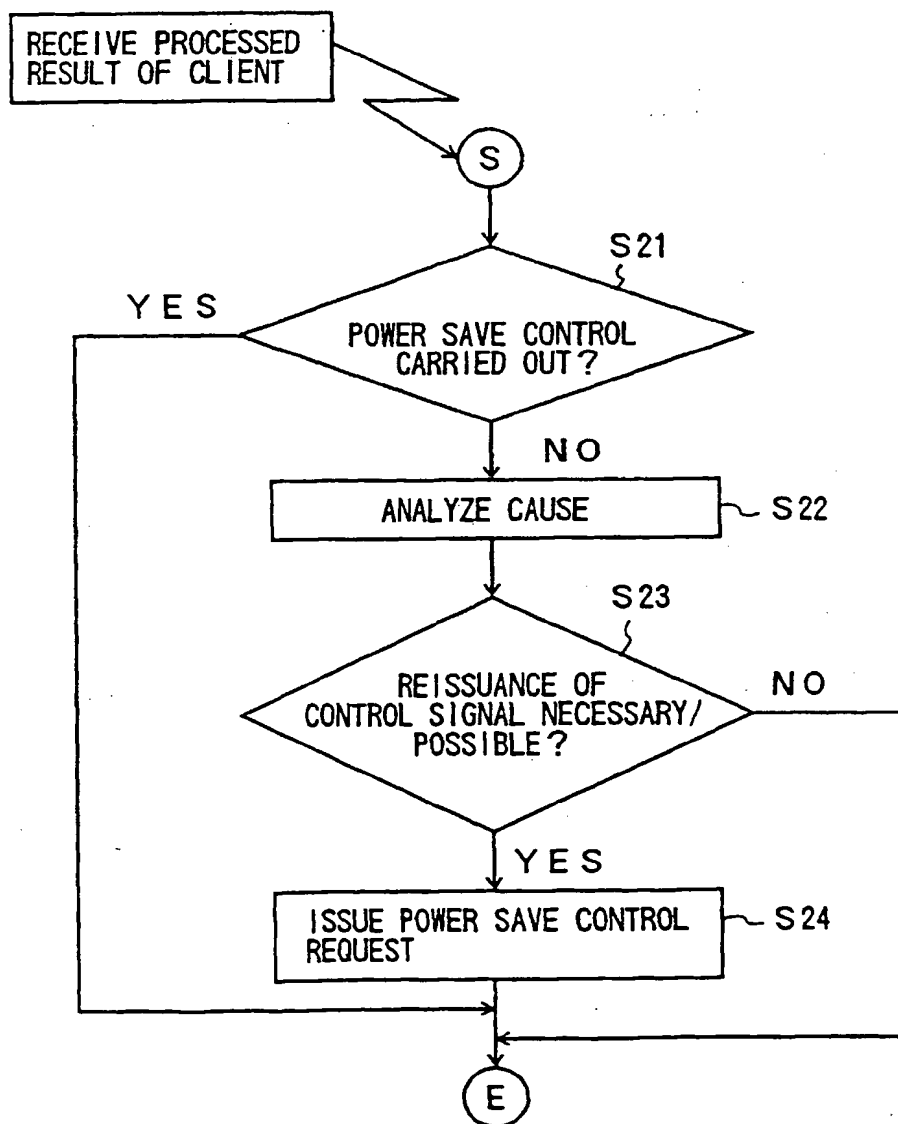 RECEIVE PROCESSED
RESULT OF CLIENT
S
S21
YES
POWER SAVE CONTROL
CARRIED OUT?
NO
ANALYZE CAUSE
S22
S23
REISSUANCE OF
CONTROL SIGNAL NECESSARY/
POSSIBLE?
NO
YES
ISSUE POWER SAVE CONTROL
REQUEST
S24
E